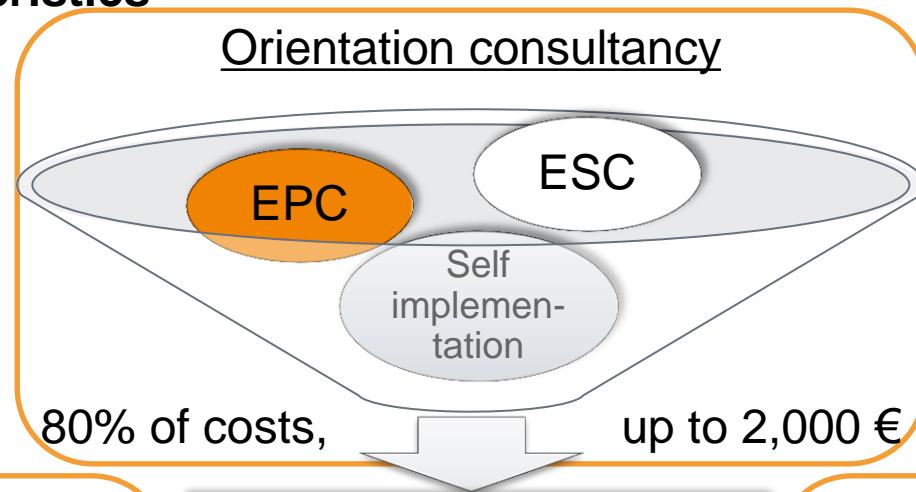 Orientation consultancy
EPC
ESC
Self
implemen-
tation
80% of costs,
up to 2,000 €